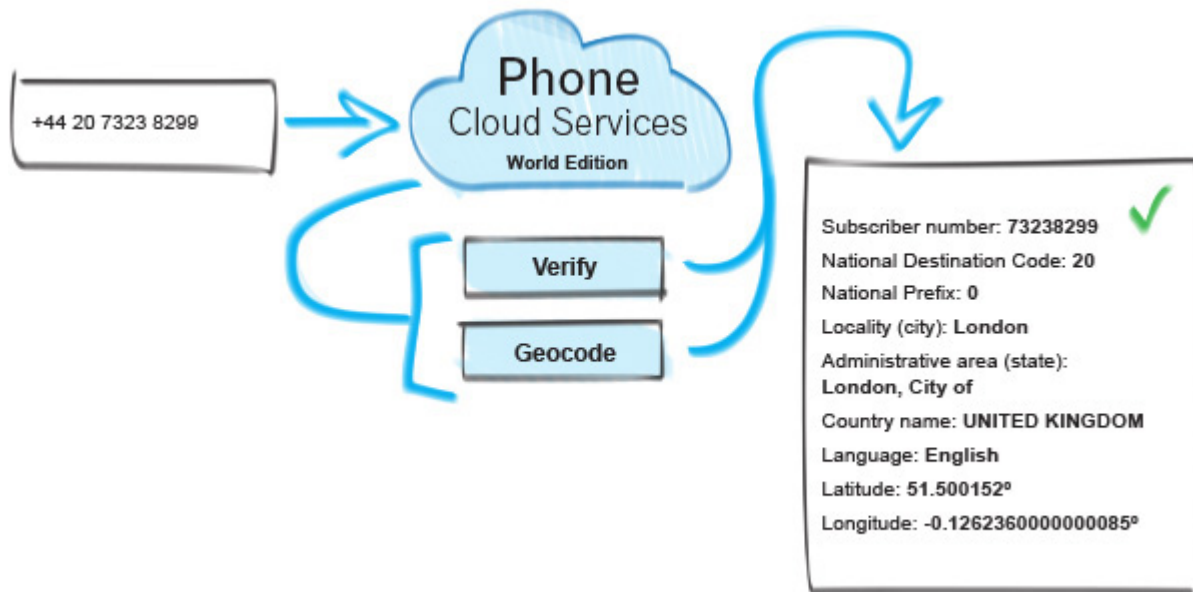 +44 20 7323 8299
Phone
Cloud Services
World Edition
Verify
Geocode
Subscriber number: 73238299
National Destination Code: 20
National Prefix: 0
Locality (city): London
Administrative area (state):
London, City of
Country name: UNITED KINGDOM
Language: English
Latitude: 51.500152º
Longitude: -0.1262360000000085º